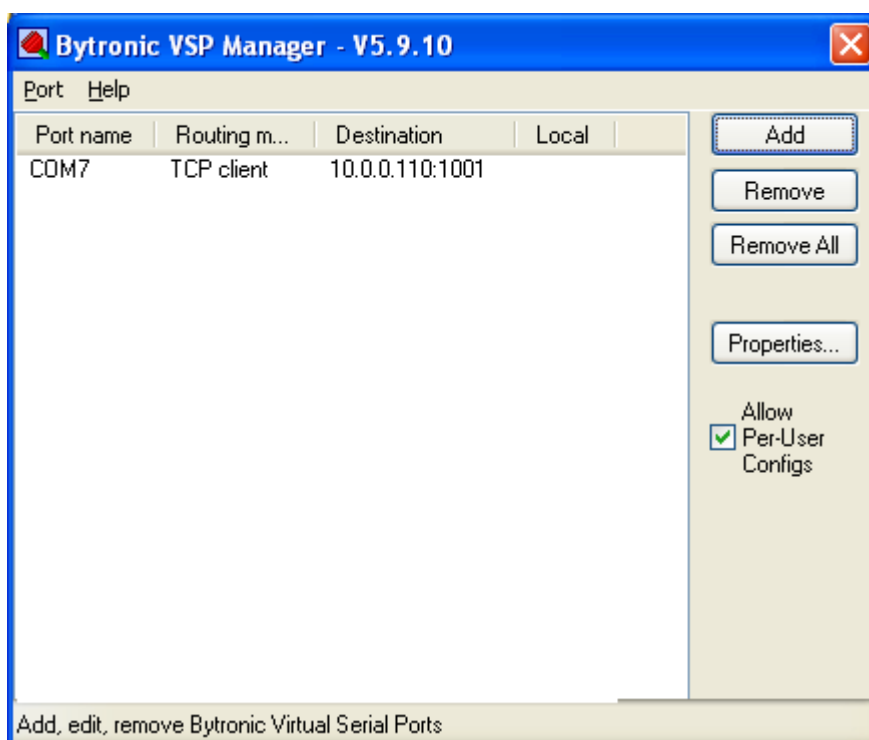 Bytronic VSP Manager - V5.9.10
Port Help
Port name Routing m... Destination Local
COM7 TCP client 10.0.0.110:1001
Add
Remove
Remove All
Properties...
Allow
Per-User
Configs
Add, edit, remove Bytronic Virtual Serial Ports